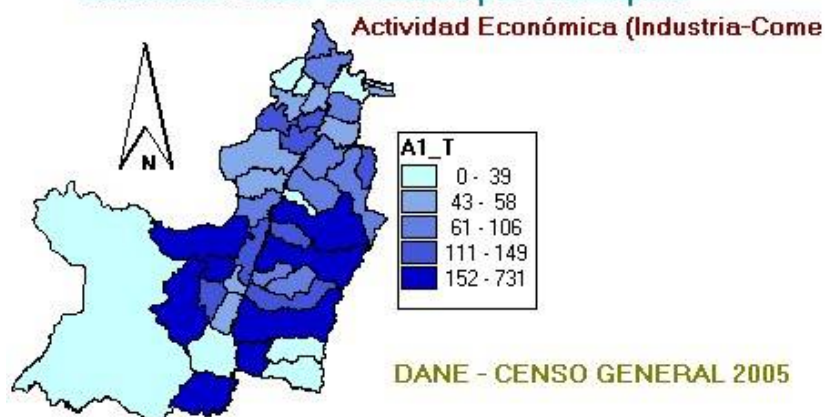 Actividad Económica (Industria-Come
N
A1_T
0 - 39
43 - 58
61 - 106
111 - 149
152 - 731
DANE - CENSO GENERAL 2005